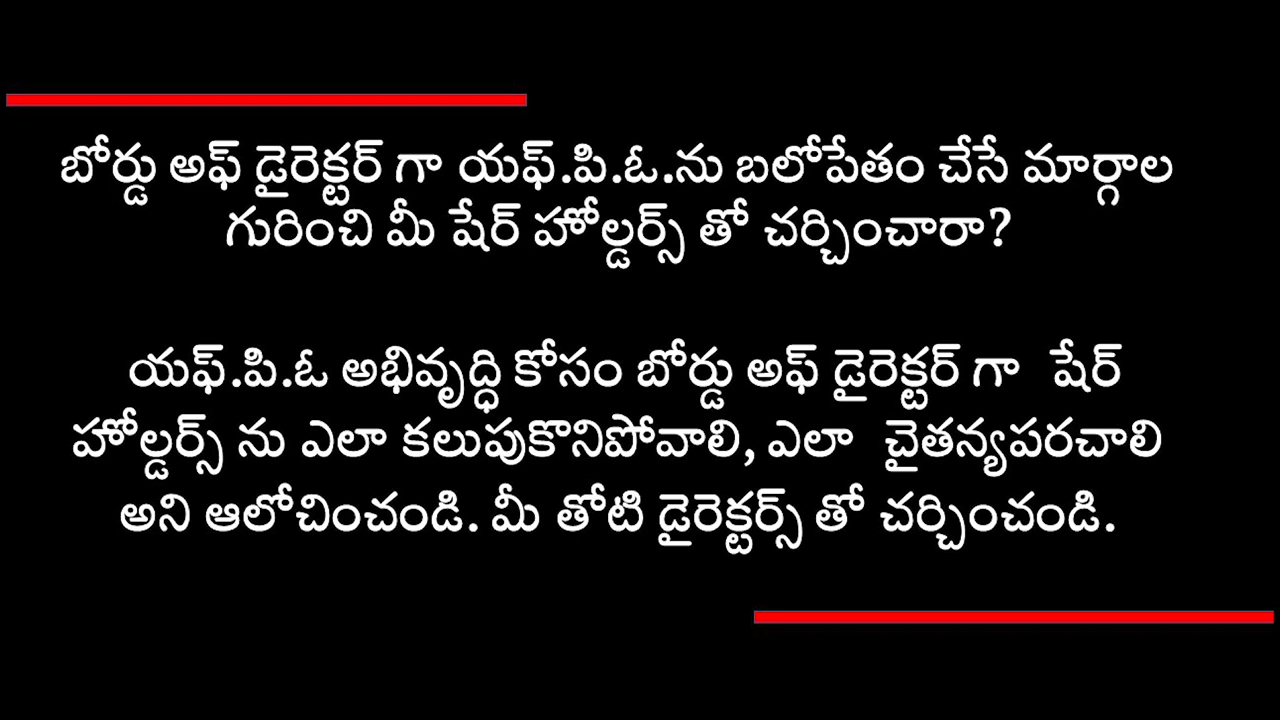 బోర్డు అఫ్ డైరెక్టర్ గా యఫ్.పి.ఓ.ను బలోపేతం చేసే మార్గాల
గురించి మీ షేర్ హోల్డర్స్ తో చర్చించారా?
యఫ్.పి.ఓ అభివృద్ధి కోసం బోర్డు అఫ్ డైరెక్టర్ గా షేర్
హోల్డర్స్ ను ఎలా కలుపుకొనిపోవాలి, ఎలా చైతన్యపరచాలి
అని ఆలోచించండి. మీ తోటి డైరెక్టర్స్ తో చర్చించండి.